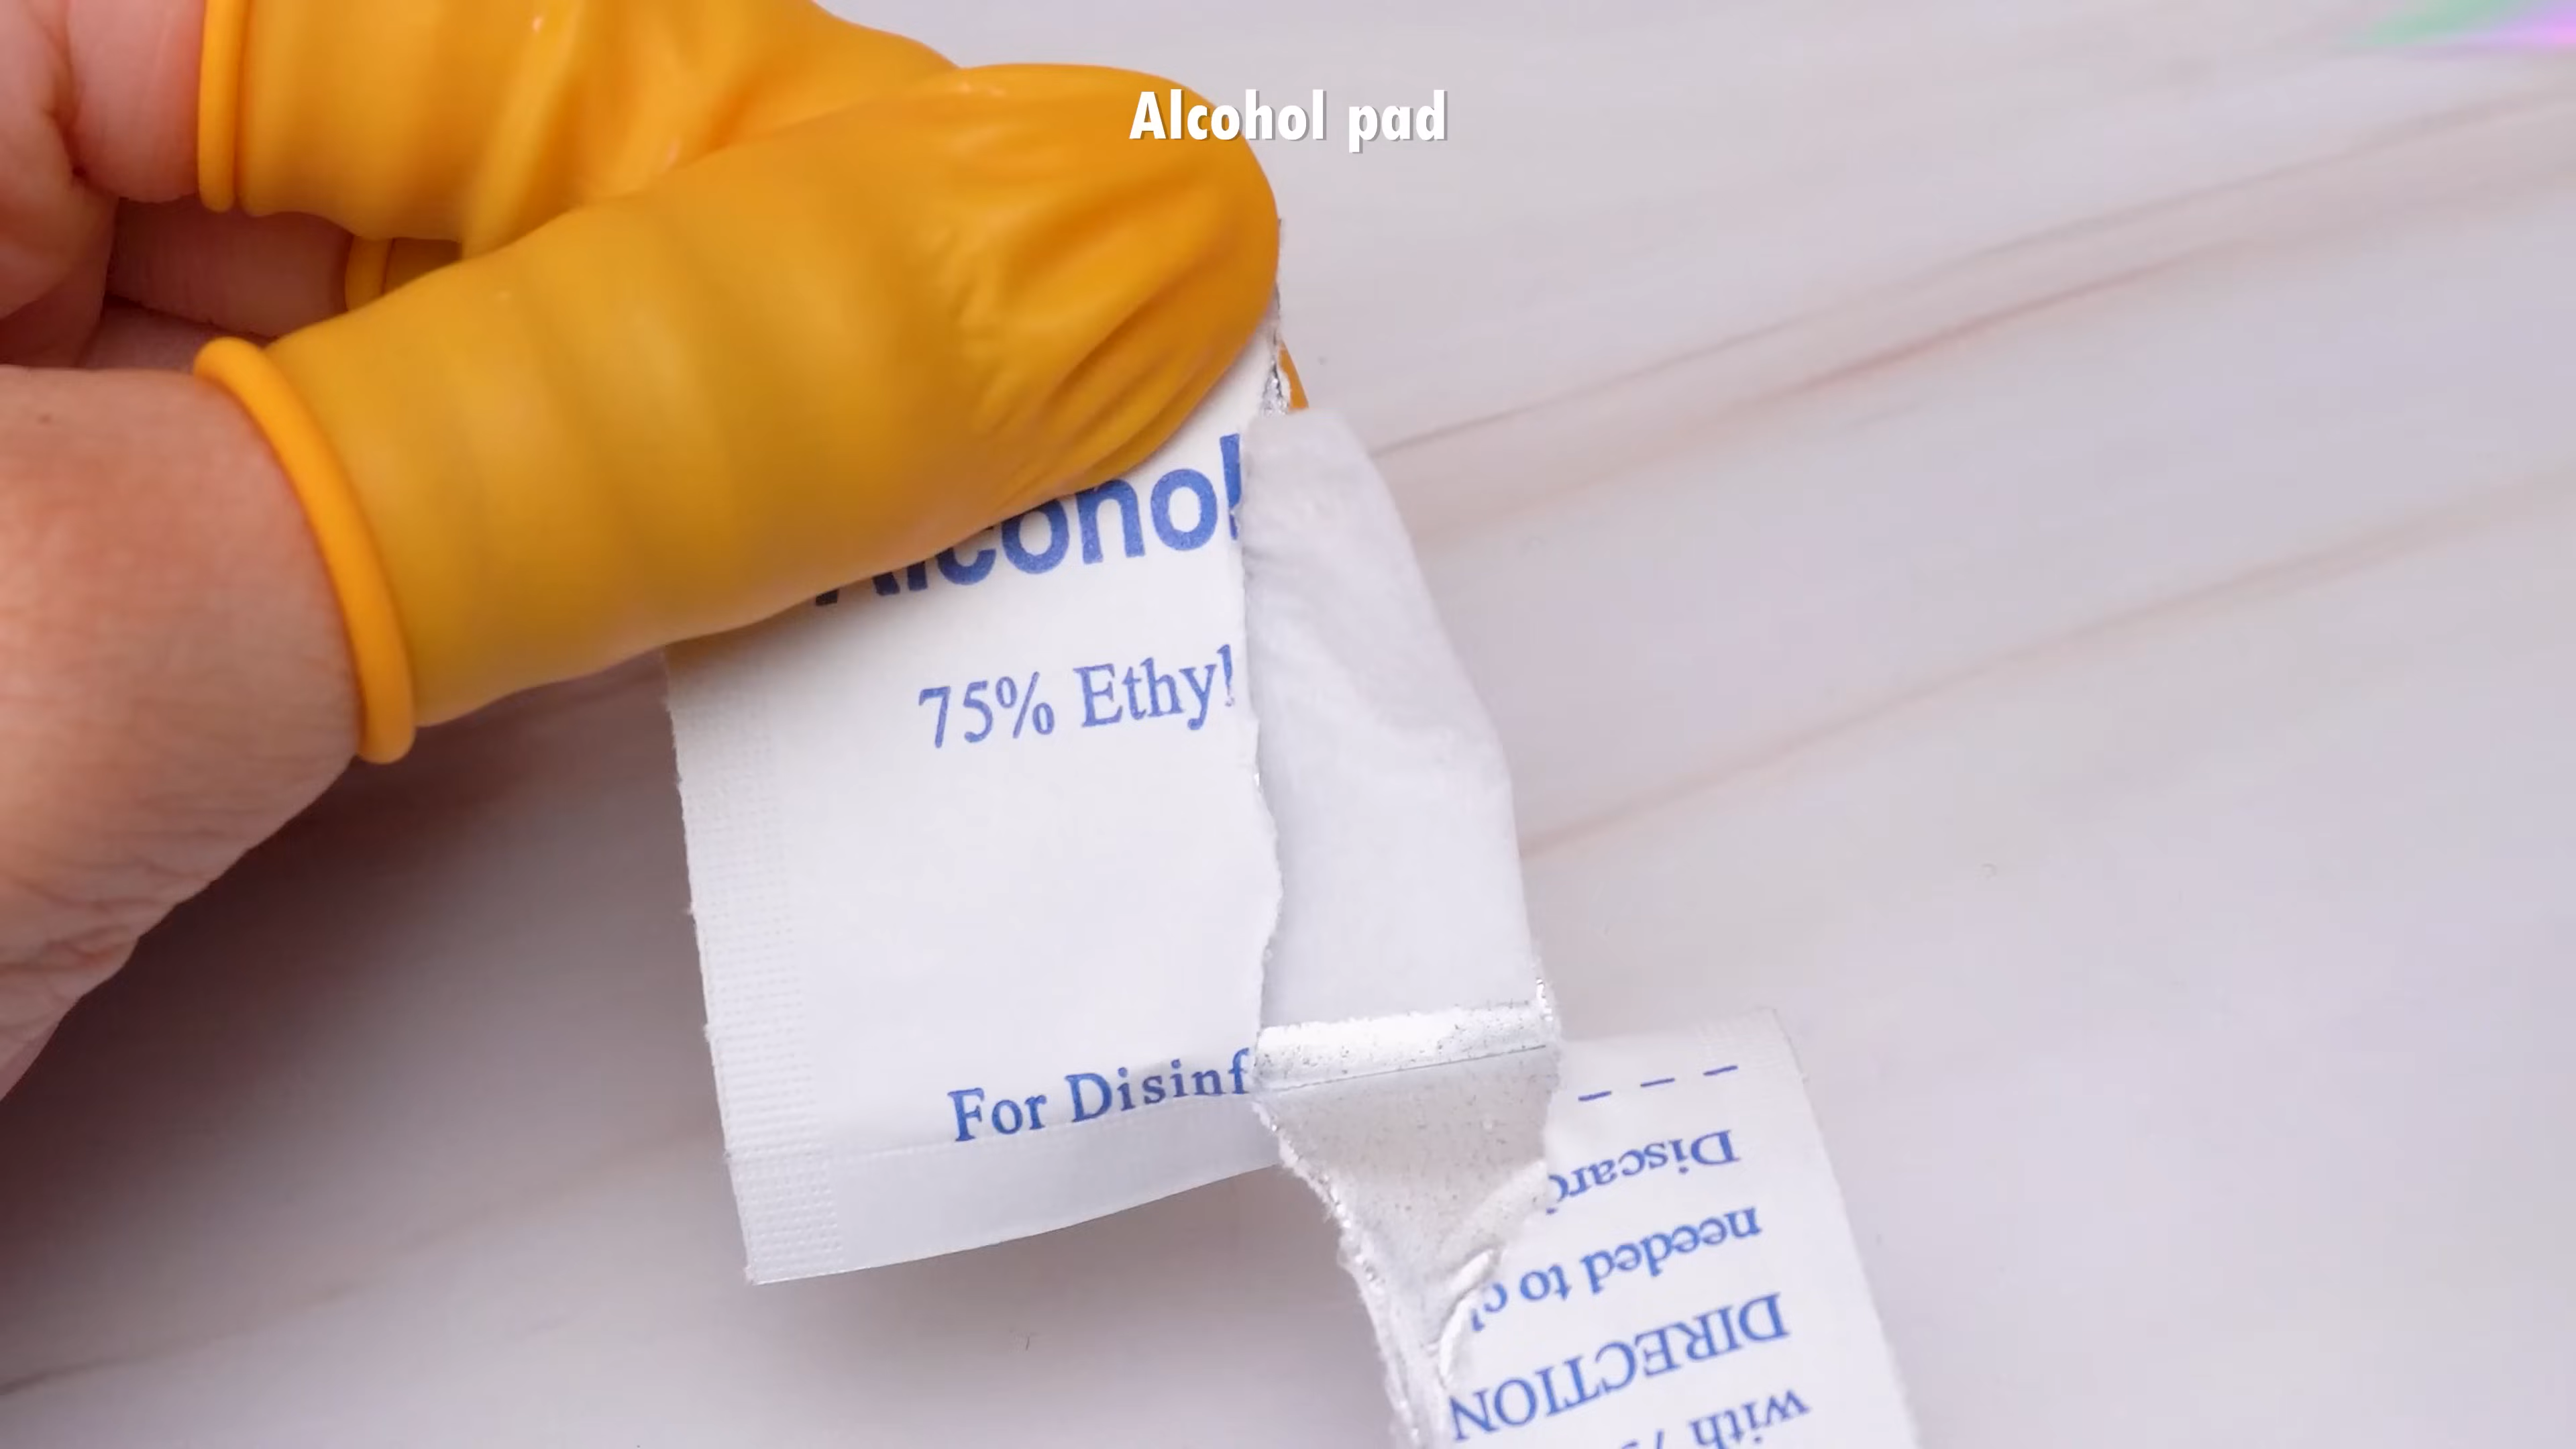 Alcohol pad
Alcohol
75% Ethyl
For Disinf
Discard
needed to
DIRECTION
with